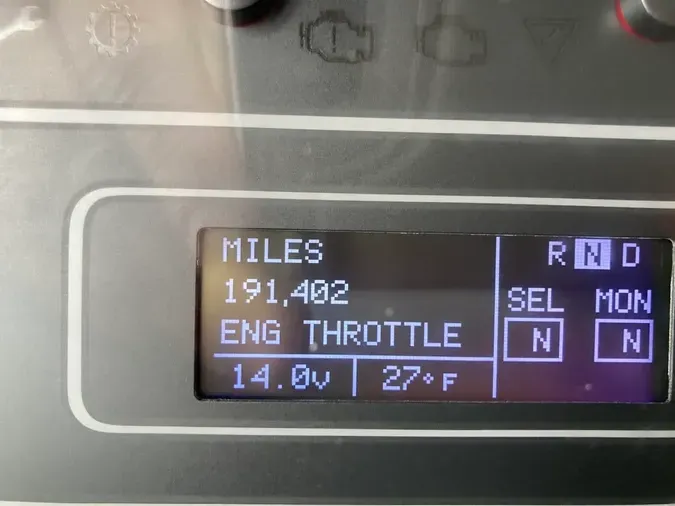 MILES
191,402
ENG THROTTLE
14.0v 27°F
R N D
SEL MON
N N